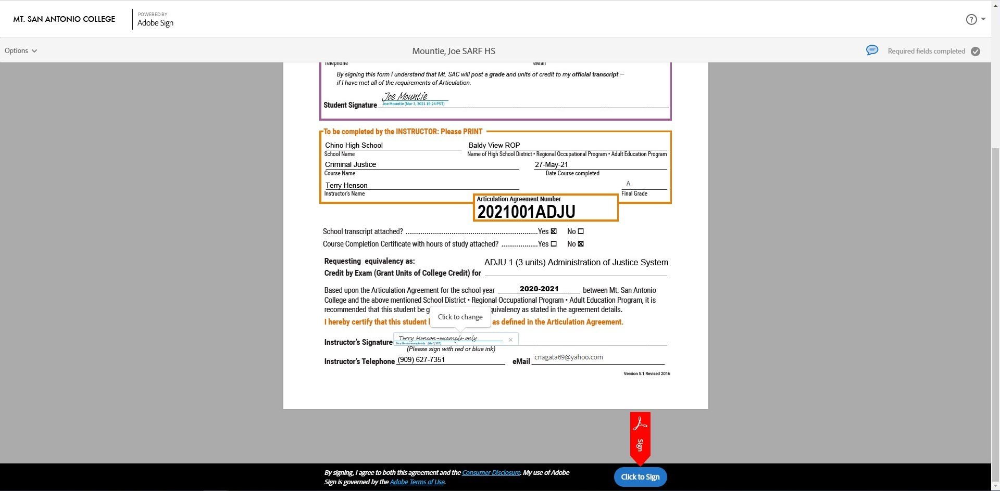 MT. SAN ANTONIO COLLEGE
POWERED BY
Adobe Sign
?
Options
Mountie, Joe SARF HS
Required fields completed
Telephone eMail
By signing this form I understand that Mt. SAC will post a grade and units of credit to my official transcript —
if I have met all of the requirements of Articulation.
Joe Mountie
Student Signature Joe Mountie (Mar 3, 2021 19:24 PST)
To be completed by the INSTRUCTOR: Please PRINT
Chino High School Baldy View ROP
School Name Name of High School District • Regional Occupational Program • Adult Education Program
Criminal Justice 27-May-21
Course Name Date Course completed
Terry Henson A
Instructor's Name Final Grade
Articulation Agreement Number
2021001ADJU
School transcript attached? ....................................................................Yes ☒ No ☐
Course Completion Certificate with hours of study attached? ...................Yes ☐ No ☒
Requesting equivalency as: ADJU 1 (3 units) Administration of Justice System
Credit by Exam (Grant Units of College Credit) for
Based upon the Articulation Agreement for the school year 2020-2021 between Mt. San Antonio
College and the above mentioned School District • Regional Occupational Program • Adult Education Program, it is
recommended that this student be g quivalency as stated in the agreement details.
Click to change
I hereby certify that this student as defined in the Articulation Agreement.
Terry Henson-example only
Instructor's Signature Terry Henson-example only (Mar 3, 2021)
(Please sign with red or blue ink)
Instructor's Telephone (909) 627-7351 eMail cnagata69@yahoo.com
Version 5.1 Revised 2016
Sign
By signing, I agree to both this agreement and the Consumer Disclosure. My use of Adobe
Sign is governed by the Adobe Terms of Use.
Click to Sign